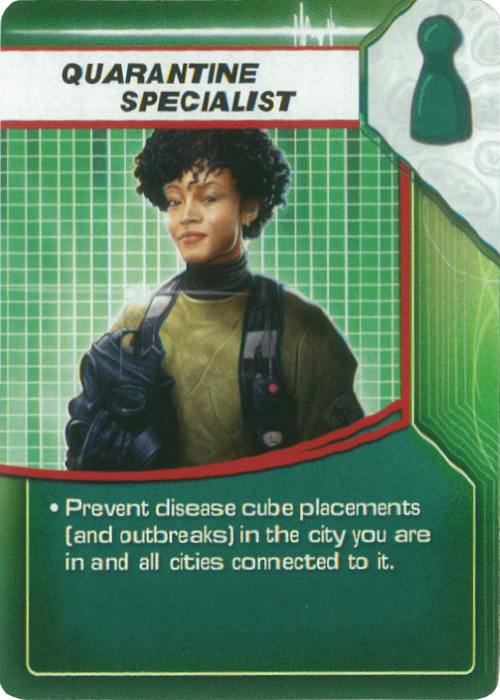 QUARANTINE
SPECIALIST
• Prevent disease cube placements
(and outbreaks) in the city you are
in and all cities connected to it.